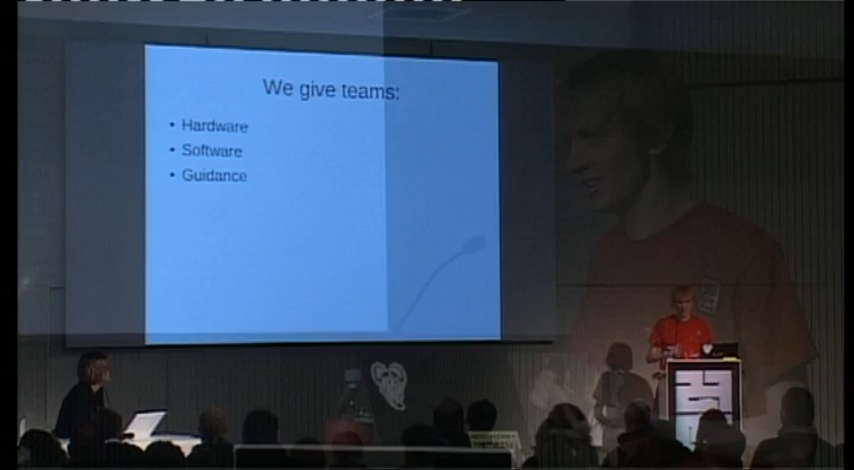 We give teams:
• Hardware
• Software
• Guidance